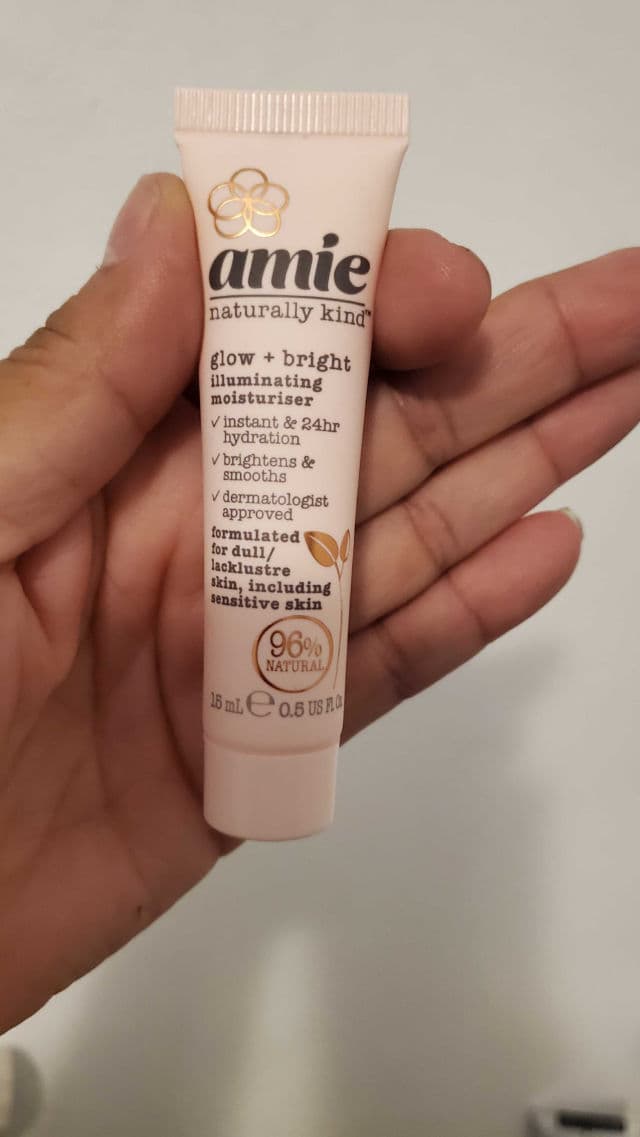 amie
naturally kind™
glow + bright
illuminating
moisturiser
✓ instant & 24hr
hydration
✓ brightens &
smooths
✓ dermatologist
approved
formulated
for dull/
lacklustre
skin, including
sensitive skin
96%
NATURAL
15 mL ℮ 0.5 US Fl. Oz.